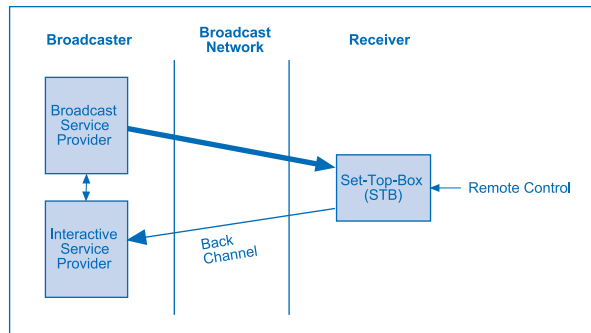 Broadcaster
Broadcast
Network
Receiver
Broadcast
Service
Provider
Set-Top-Box
(STB)
Remote Control
Interactive
Service
Provider
Back
Channel